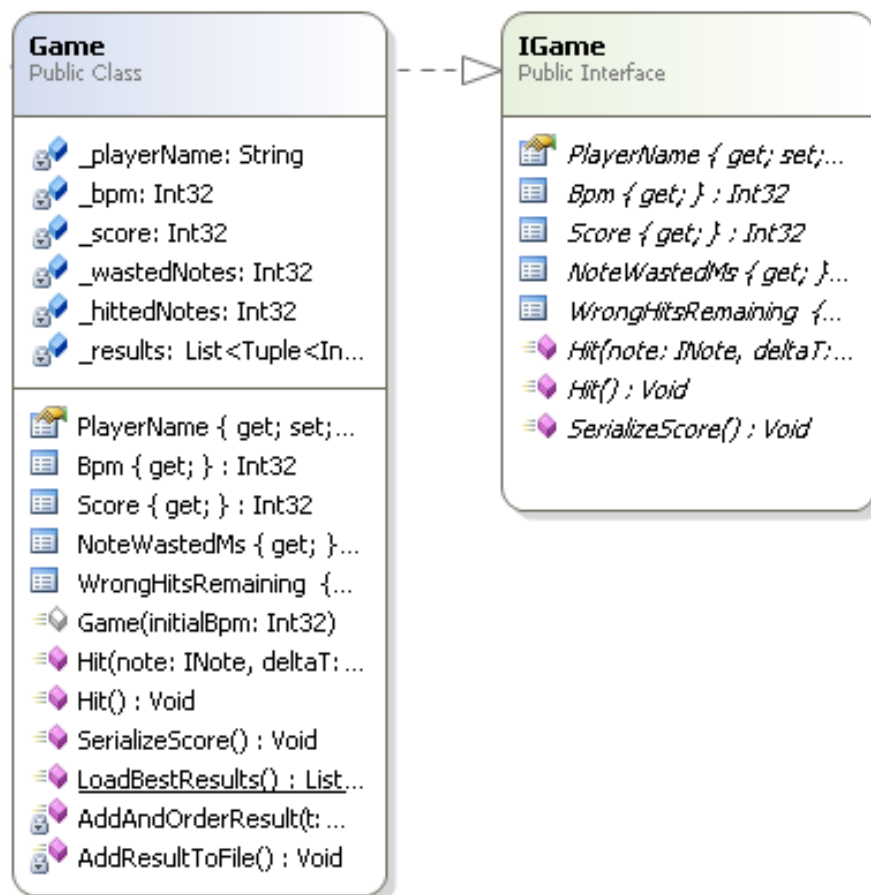 Game
Public Class
_playerName: String
_bpm: Int32
_score: Int32
_wastedNotes: Int32
_hittedNotes: Int32
_results: List<Tuple<In...
PlayerName { get; set;...
Bpm { get; } : Int32
Score { get; } : Int32
NoteWastedMs { get; }...
WrongHitsRemaining {...
Game(initialBpm: Int32)
Hit(note: INote, deltaT: ...
Hit() : Void
SerializeScore() : Void
LoadBestResults() : List...
AddAndOrderResult(t: ...
AddResultToFile() : Void
IGame
Public Interface
PlayerName { get; set;...
Bpm { get; } : Int32
Score { get; } : Int32
NoteWastedMs { get; }...
WrongHitsRemaining {...
Hit(note: INote, deltaT:...
Hit() : Void
SerializeScore() : Void